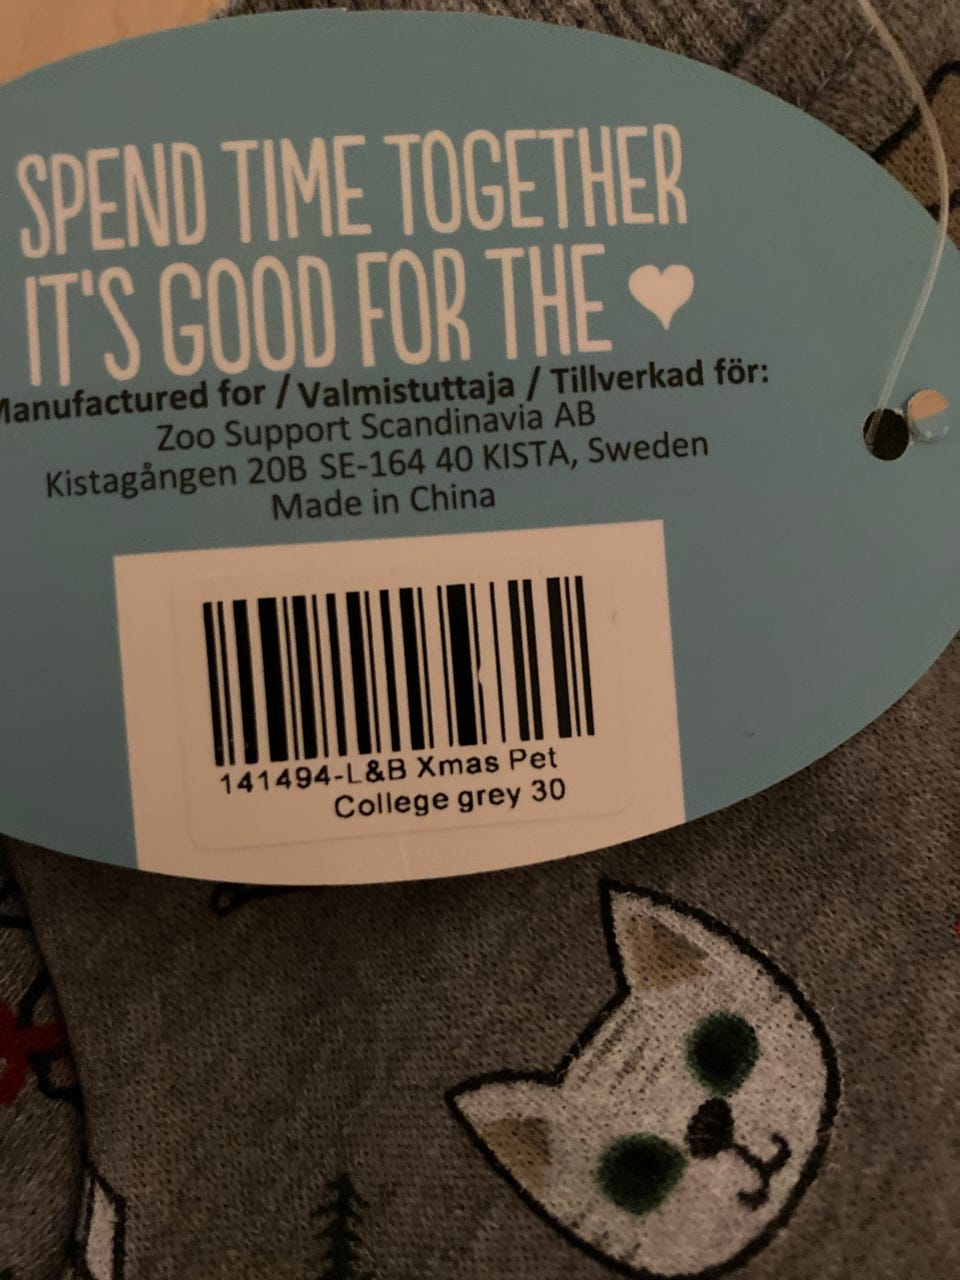 SPEND TIME TOGETHER
IT'S GOOD FOR THE
Manufactured for / Valmistuttaja / Tillverkad för:
Zoo Support Scandinavia AB
Kistagången 20B SE-164 40 KISTA, Sweden
Made in China
141494-L&B Xmas Pet
College grey 30